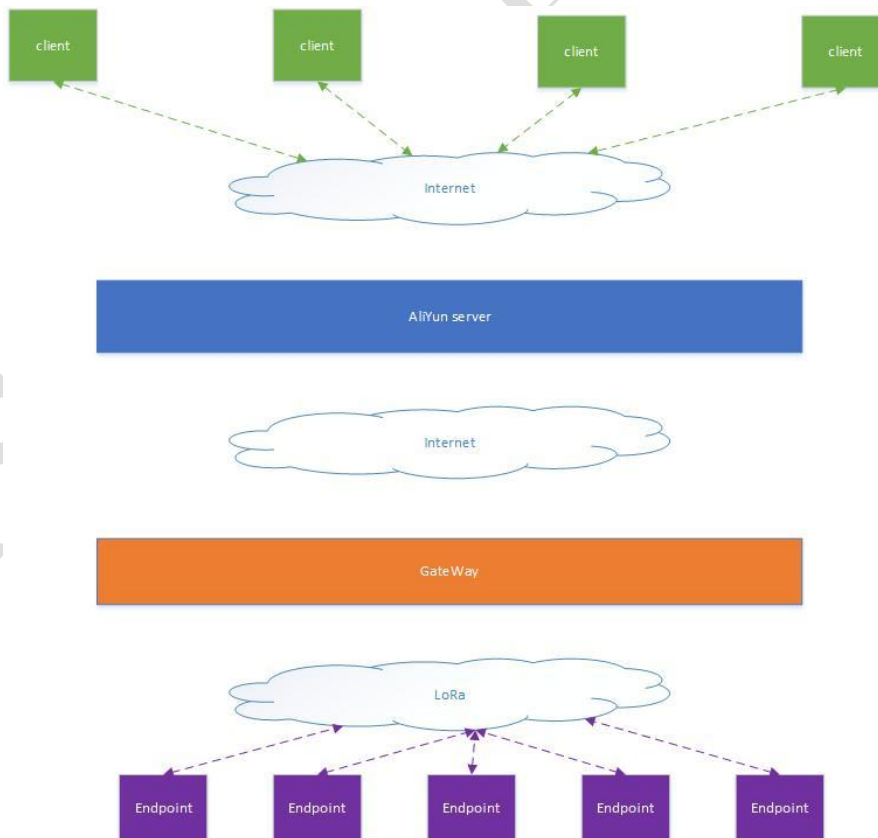 client
client
client
client
Internet
AliYun server
Internet
GateWay
LoRa
Endpoint
Endpoint
Endpoint
Endpoint
Endpoint